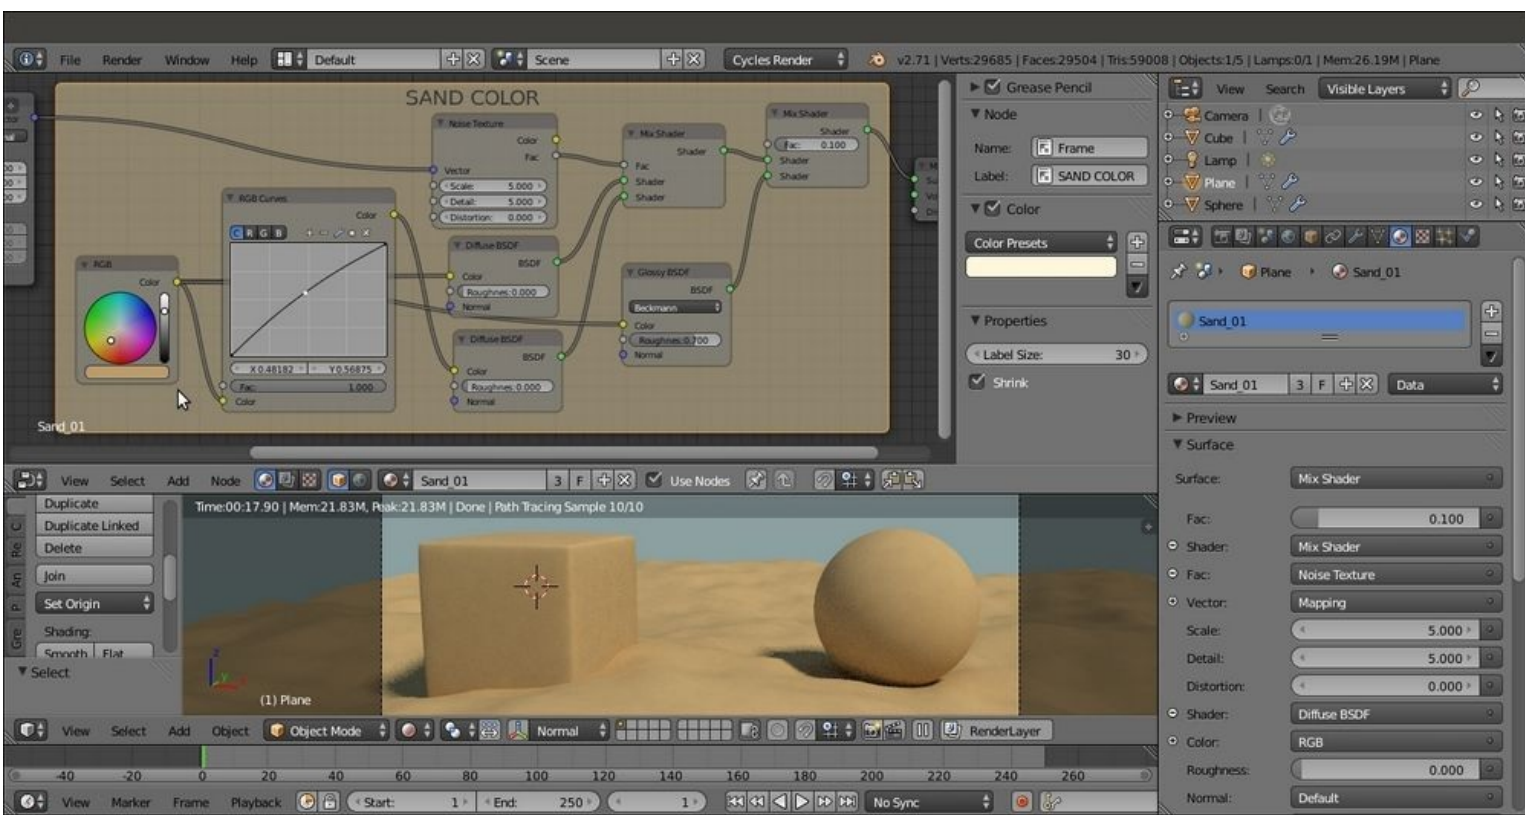 File Render Window Help Default Scene Cycles Render v2.71 | Verts:29685 | Faces:29504 | Tris:59008 | Objects:1/5 | Lamps:0/1 | Mem:26.19M | Plane
SAND COLOR
RGB
Color
RGB Curves
Color
C R G B
X 0.48182 Y 0.56875
Fac: 1.000
Color
Noise Texture
Color
Fac
Vector
Scale: 5.000
Detail: 5.000
Distortion: 0.000
Diffuse BSDF
BSDF
Color
Roughnes:0.000
Normal
Diffuse BSDF
BSDF
Color
Roughnes:0.000
Normal
Mix Shader
Shader
Fac
Shader
Shader
Glossy BSDF
BSDF
Beckmann
Color
Roughnes:0.700
Normal
Mix Shader
Shader
Fac: 0.100
Shader
Shader
Sand_01
Grease Pencil
Node
Name: Frame
Label: SAND COLOR
Color
Color Presets
Properties
Label Size: 30
Shrink
View Search Visible Layers
Camera
Cube
Lamp
Plane
Sphere
Plane Sand_01
Sand_01
Sand_01 3 F Data
Preview
Surface
Surface: Mix Shader
Fac: 0.100
Shader: Mix Shader
Fac: Noise Texture
Vector: Mapping
Scale: 5.000
Detail: 5.000
Distortion: 0.000
Shader: Diffuse BSDF
Color: RGB
Roughness: 0.000
Normal: Default
View Select Add Node Sand_01 3 F Use Nodes
Duplicate
Duplicate Linked
Delete
Join
Set Origin
Shading:
Smooth Flat
Select
Re
An
P
Gre
Time:00:17.90 | Mem:21.83M, Peak:21.83M | Done | Path Tracing Sample 10/10
(1) Plane
View Select Add Object Object Mode Normal RenderLayer
-40 -20 0 20 40 60 80 100 120 140 160 180 200 220 240 260
View Marker Frame Playback Start: 1 End: 250 1 No Sync